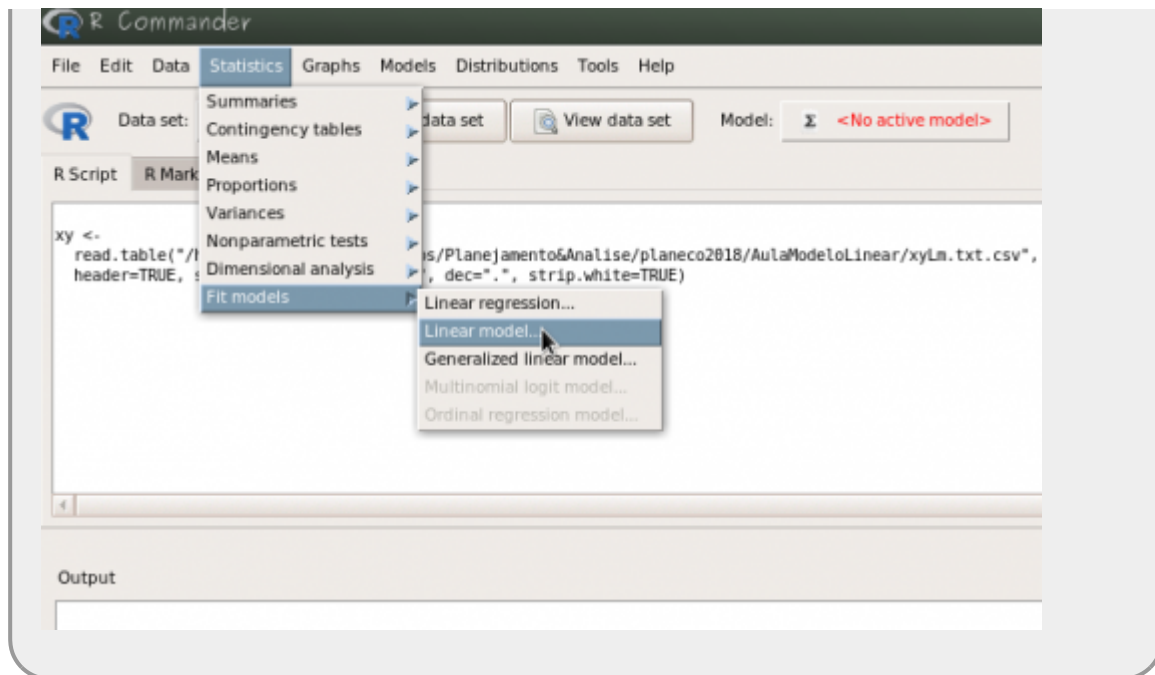 R Commander
File Edit Data Statistics Graphs Models Distributions Tools Help
R Data set: data set View data set Model: Σ <No active model>
R Script R Mark
Summaries
Contingency tables
Means
Proportions
Variances
Nonparametric tests
Dimensional analysis
Fit models
Linear regression...
Linear model...
Generalized linear model...
Multinomial logit model...
Ordinal regression model...
xy <-
read.table("/ s/Planejamento&Analise/planeco2018/AulaModeloLinear/xyLm.txt.csv",
header=TRUE, s ", dec=".", strip.white=TRUE)
Output